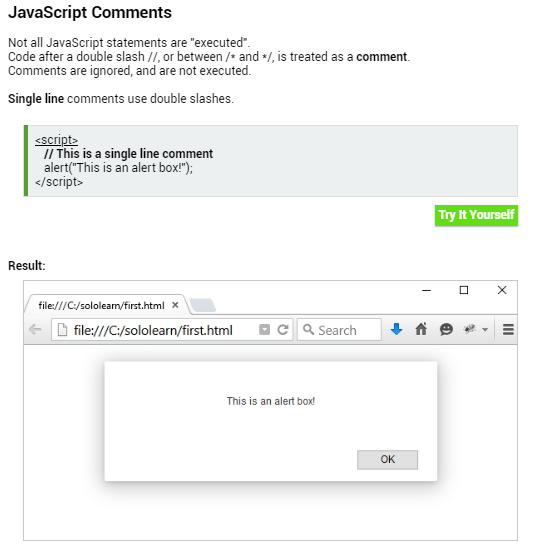 JavaScript Comments
Not all JavaScript statements are "executed".
Code after a double slash //, or between /* and */, is treated as a comment.
Comments are ignored, and are not executed.
Single line comments use double slashes.
<script>
// This is a single line comment
alert("This is an alert box!");
</script>
Try It Yourself
Result:
file:///C:/sololearn/first.html
file:///C:/sololearn/first.html
Search
This is an alert box!
OK